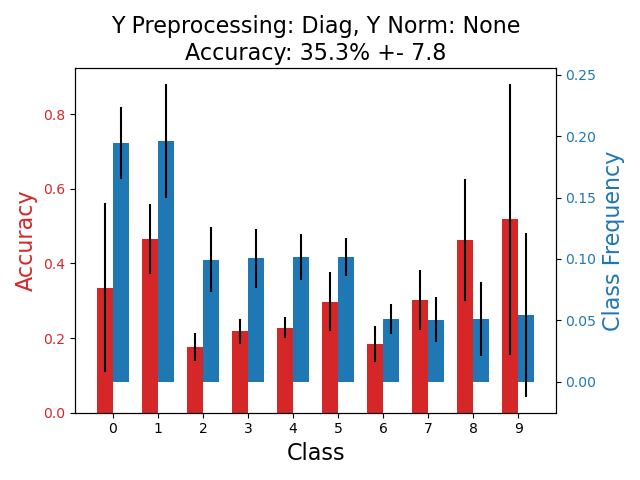 Y Preprocessing: Diag, Y Norm: None
Accuracy: 35.3% +- 7.8
Accuracy
0.8
0.6
0.4
0.2
0.0
0.25
0.20
0.15
0.10
0.05
0.00
Class Frequency
0 1 2 3 4 5 6 7 8 9
Class